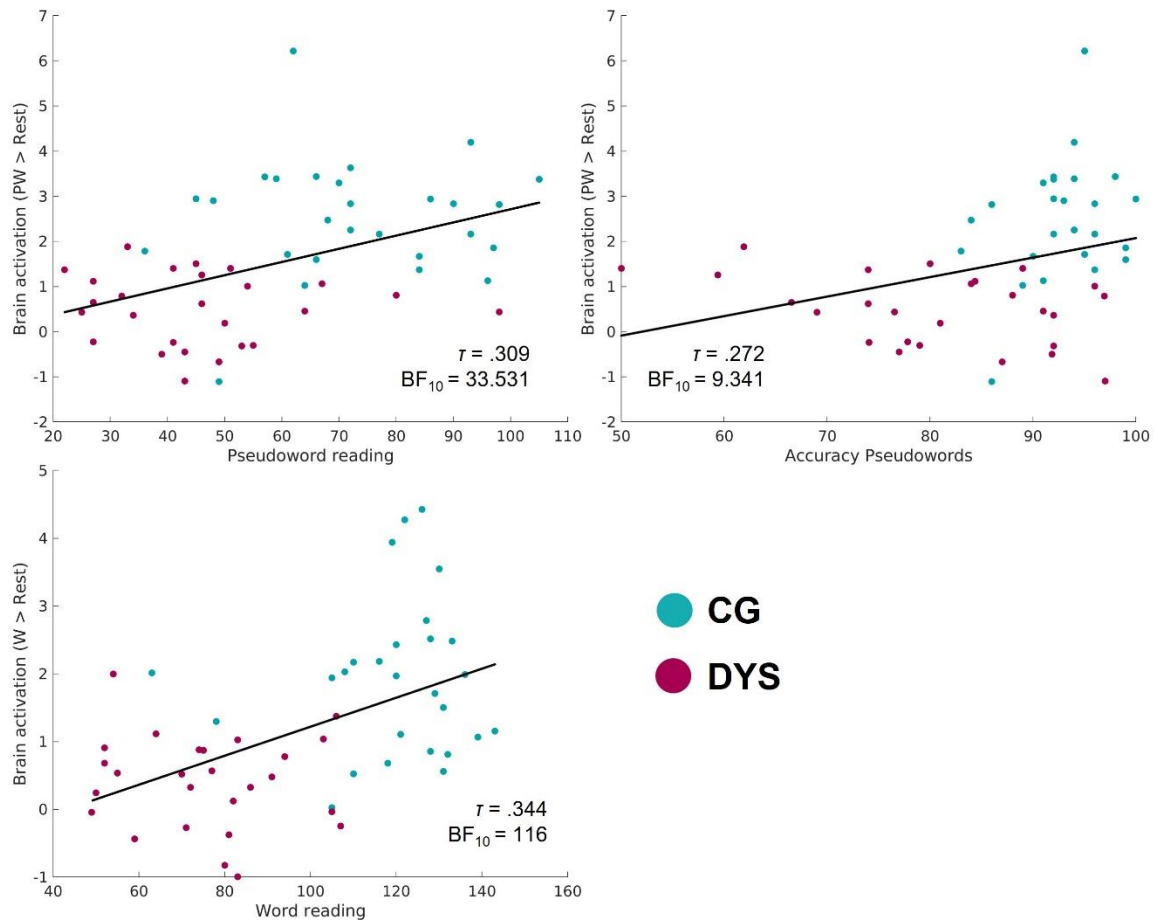 Brain activation (PW > Rest)
7
6
5
4
3
2
1
0
-1
-2
20 30 40 50 60 70 80 90 100 110
Pseudoword reading
τ = .309
BF10 = 33.531
Brain activation (PW > Rest)
7
6
5
4
3
2
1
0
-1
-2
50 60 70 80 90 100
Accuracy Pseudowords
τ = .272
BF10 = 9.341
Brain activation (W > Rest)
5
4
3
2
1
0
-1
40 60 80 100 120 140 160
Word reading
τ = .344
BF10 = 116
CG
DYS